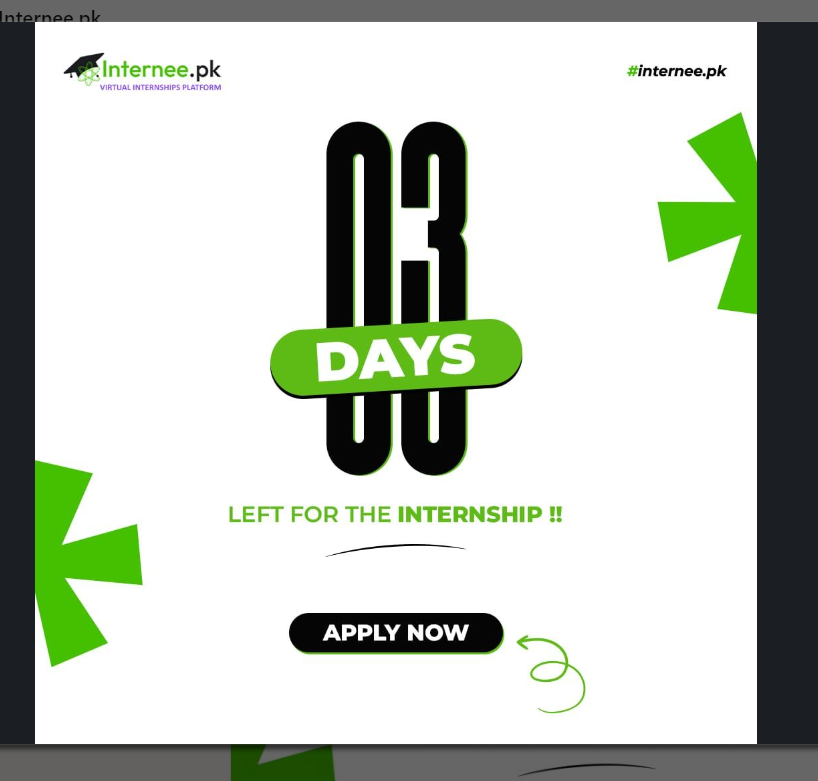 Internee.pk
Internee.pk
VIRTUAL INTERNSHIPS PLATFORM
#internee.pk
03
DAYS
LEFT FOR THE INTERNSHIP !!
APPLY NOW